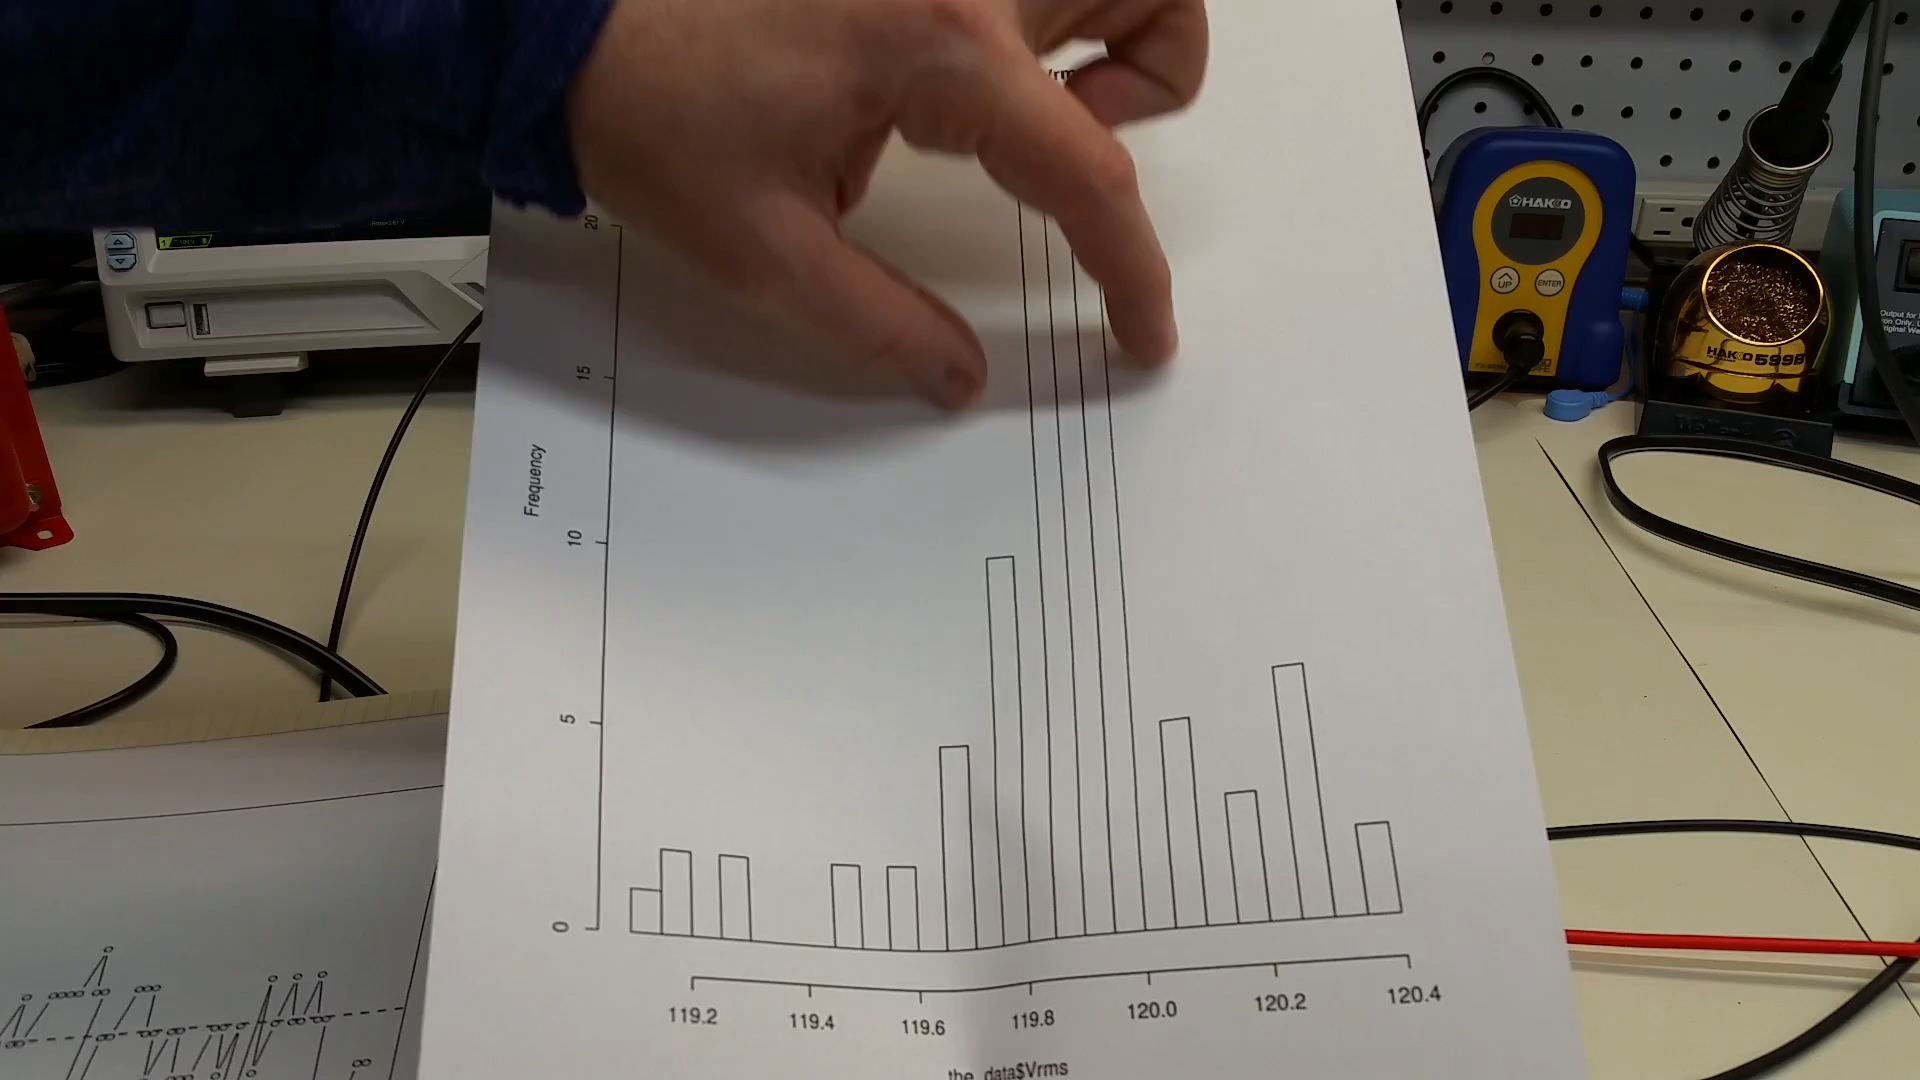 20
15
10
5
0
Frequency
119.2
119.4
119.6
119.8
120.0
120.2
120.4
the_data$Vrms
HAKKO
UP
ENTER
HAKKO 599B